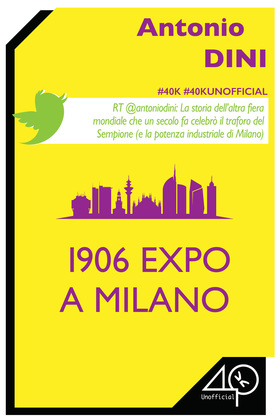 Antonio
DINI
#40K #40KUNOFFICIAL
RT @antoniodini: La storia dell'altra fiera
mondiale che un secolo fa celebrò il traforo del
Sempione (e la potenza industriale di Milano)
1906 EXPO
A MILANO
40K
Unofficial